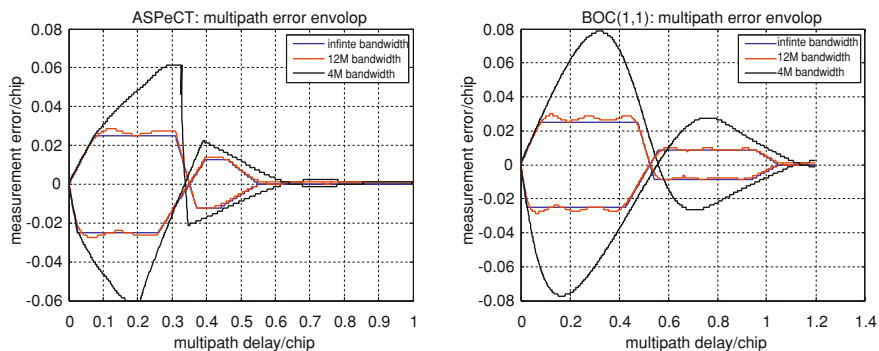 ASPeCT: multipath error envolop
measurement error/chip
0.08
0.06
0.04
0.02
0
-0.02
-0.04
-0.06
infinte bandwidth
12M bandwidth
4M bandwidth
0 0.1 0.2 0.3 0.4 0.5 0.6 0.7 0.8 0.9 1
multipath delay/chip
BOC(1,1): multipath error envolop
measurement error/chip
0.08
0.06
0.04
0.02
0
-0.02
-0.04
-0.06
-0.08
infinte bandwidth
12M bandwidth
4M bandwidth
0 0.2 0.4 0.6 0.8 1 1.2 1.4
multipath delay/chip